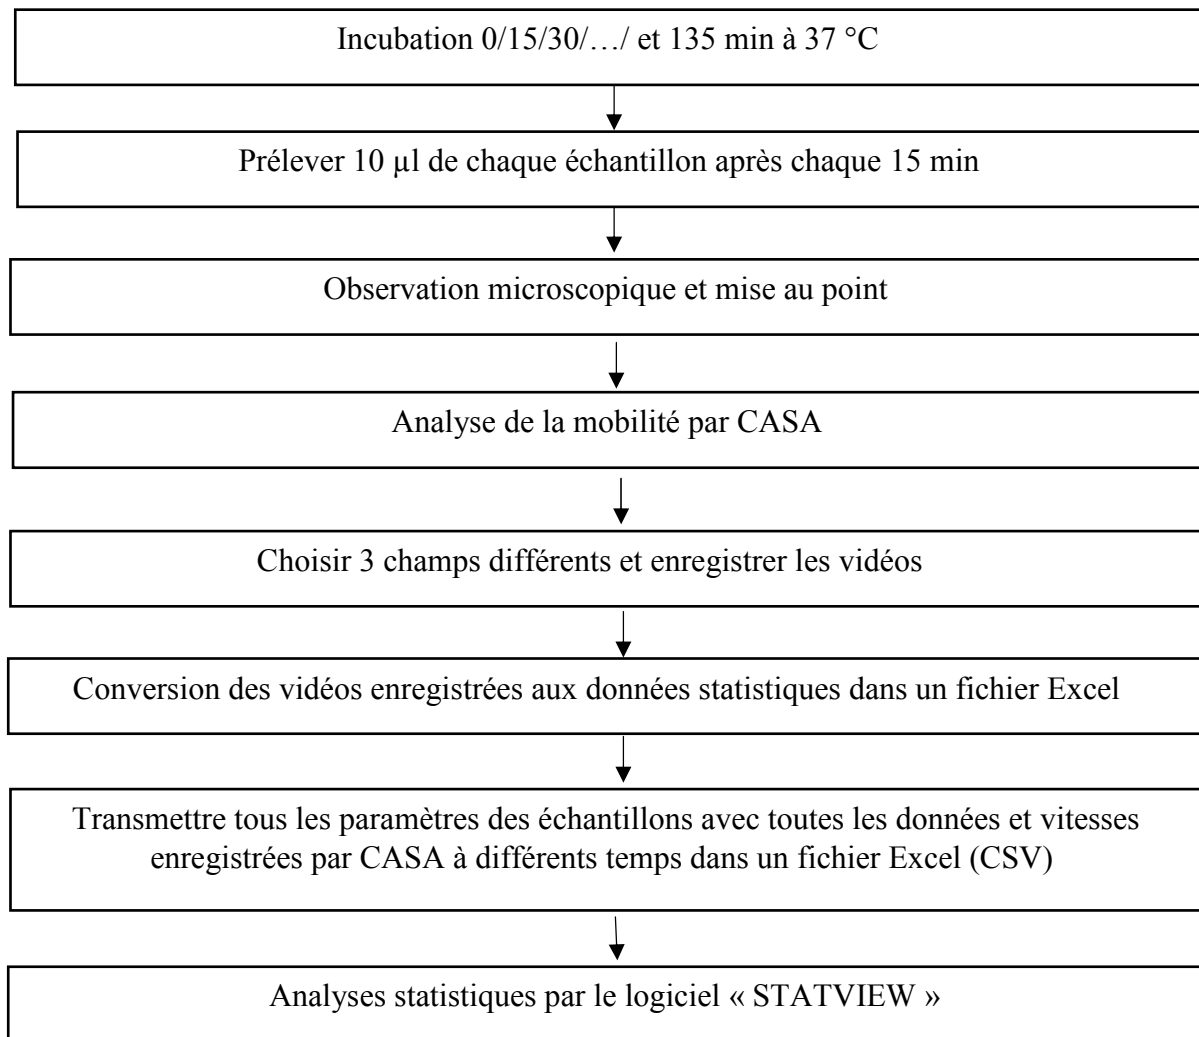 Incubation 0/15/30/…/ et 135 min à 37 °C
Prélever 10 µl de chaque échantillon après chaque 15 min
Observation microscopique et mise au point
Analyse de la mobilité par CASA
Choisir 3 champs différents et enregistrer les vidéos
Conversion des vidéos enregistrées aux données statistiques dans un fichier Excel
Transmettre tous les paramètres des échantillons avec toutes les données et vitesses
enregistrées par CASA à différents temps dans un fichier Excel (CSV)
Analyses statistiques par le logiciel « STATVIEW »